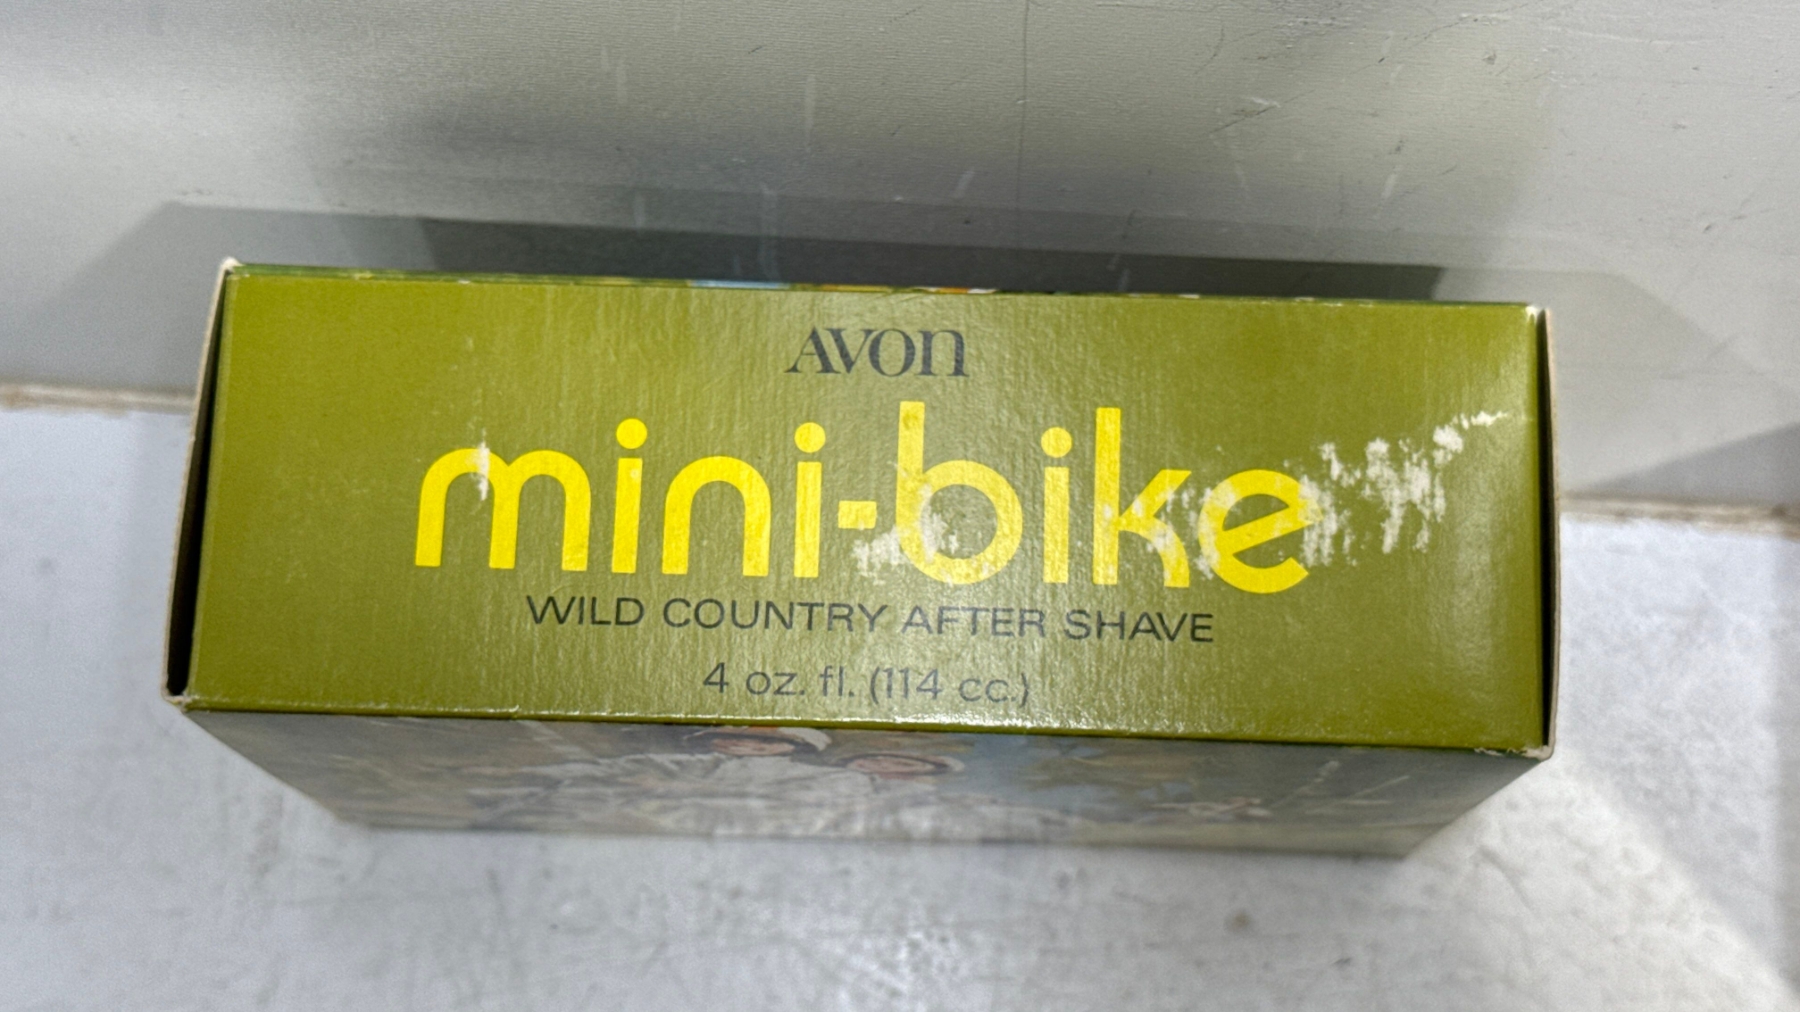 AVON
mini-bike
WILD COUNTRY AFTER SHAVE
4 oz. fl. (114 cc.)